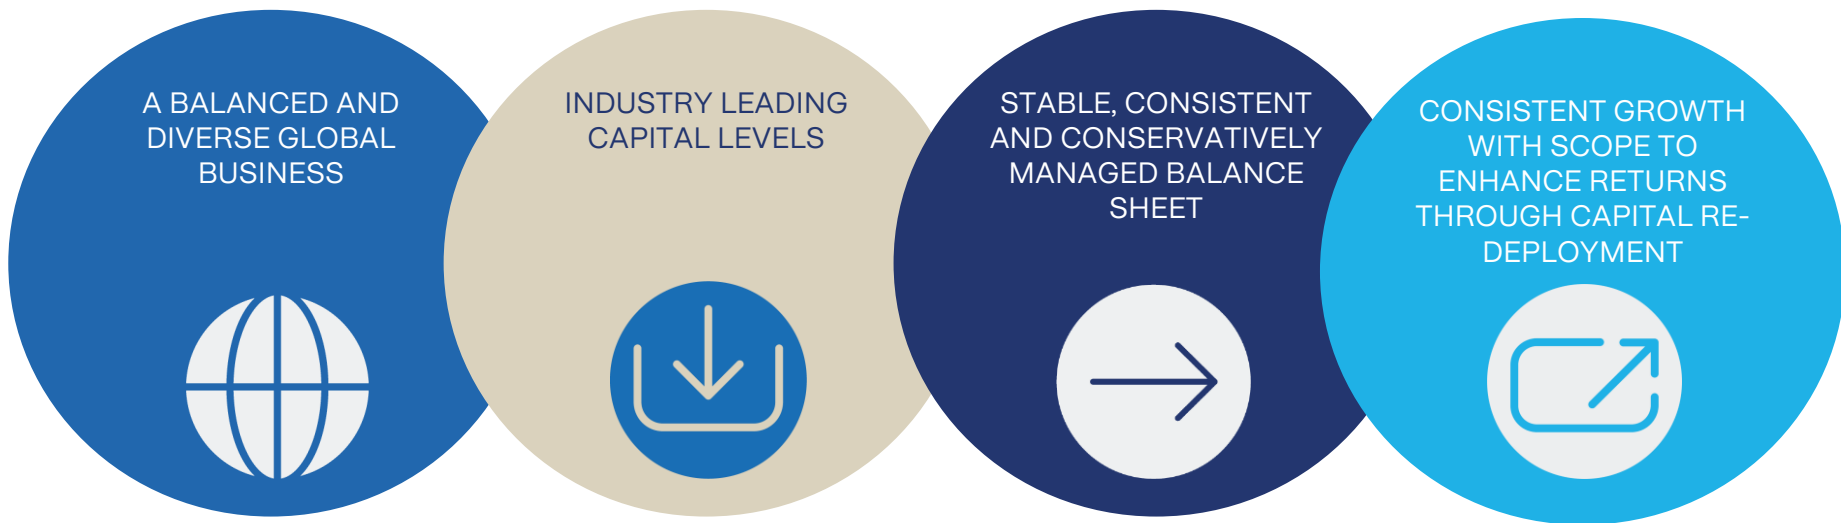 A BALANCED AND
DIVERSE GLOBAL
BUSINESS
INDUSTRY LEADING
CAPITAL LEVELS
STABLE, CONSISTENT
AND CONSERVATIVELY
MANAGED BALANCE
SHEET
CONSISTENT GROWTH
WITH SCOPE TO
ENHANCE RETURNS
THROUGH CAPITAL RE-
DEPLOYMENT